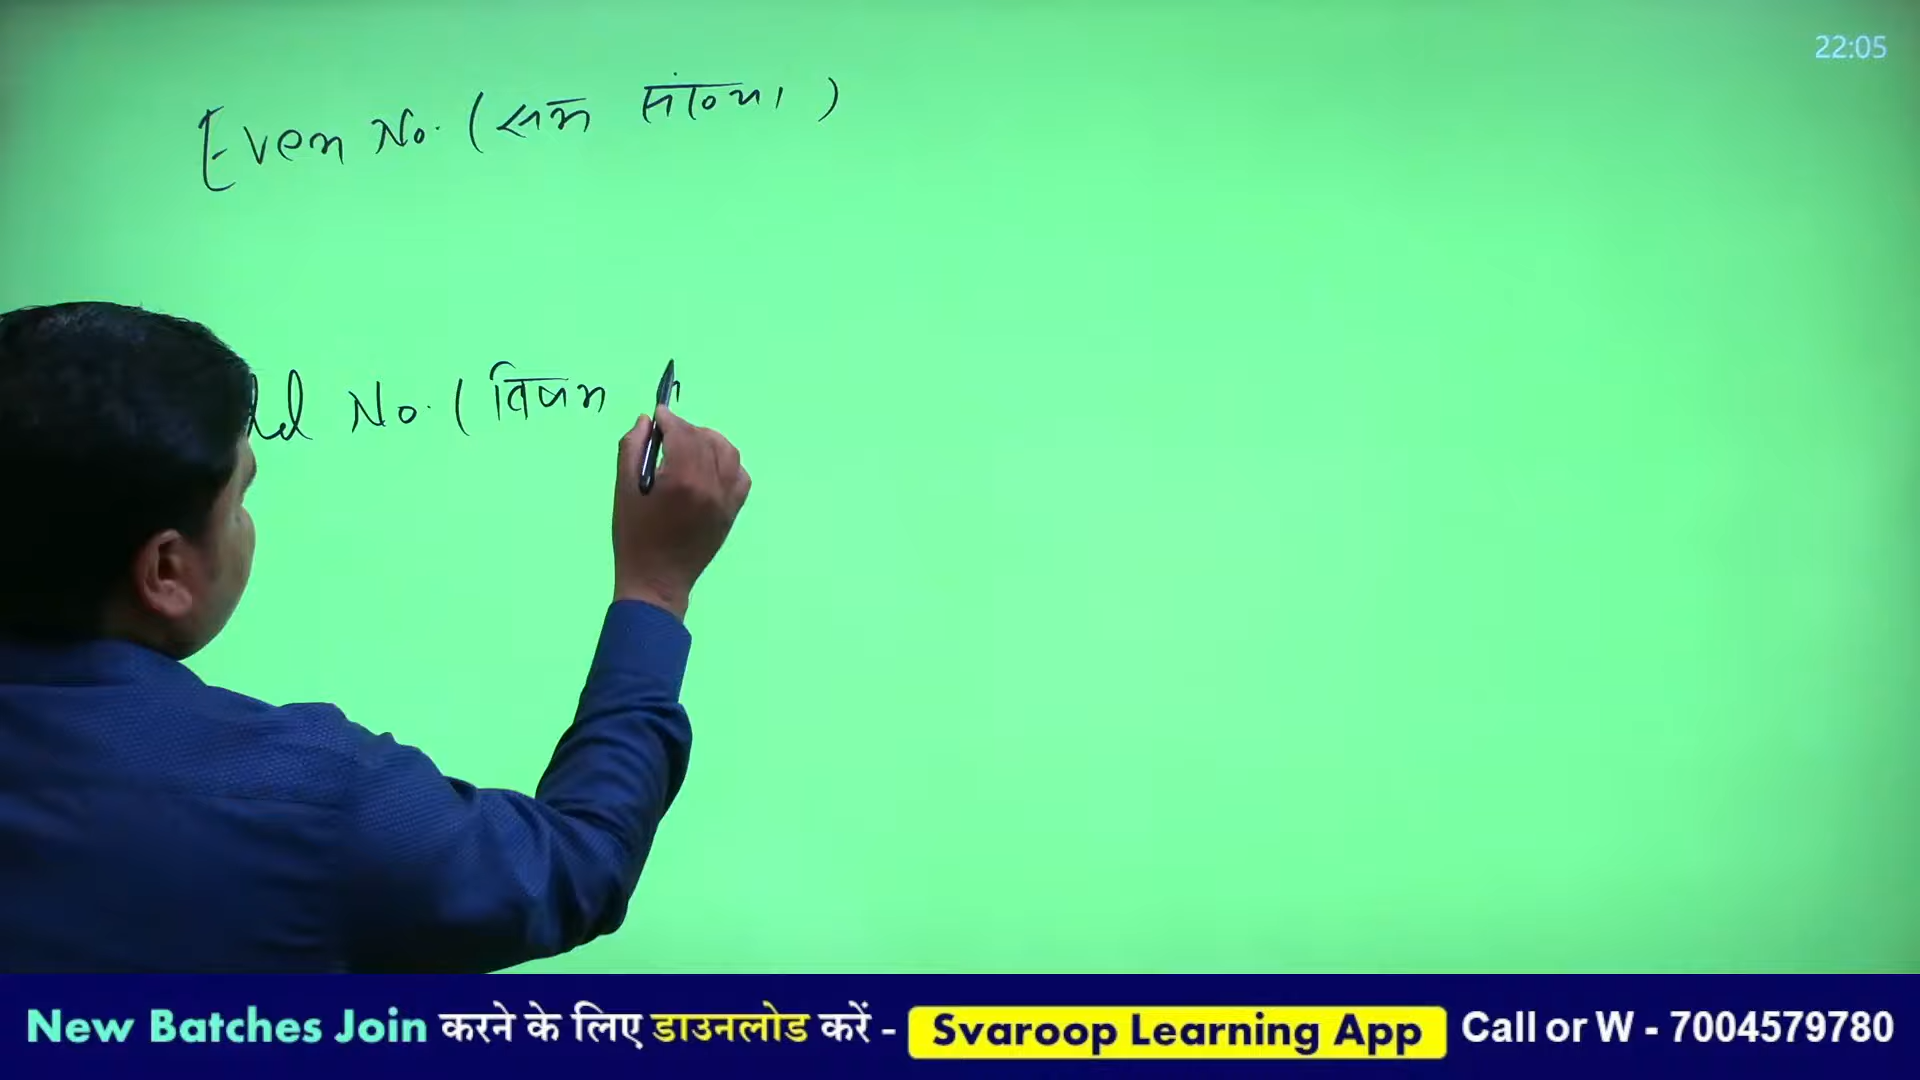 22:05
Even No. (सम संख्या)
No. (विषम
New Batches Join करने के लिए डाउनलोड करें - Svaroop Learning App Call or W - 7004579780